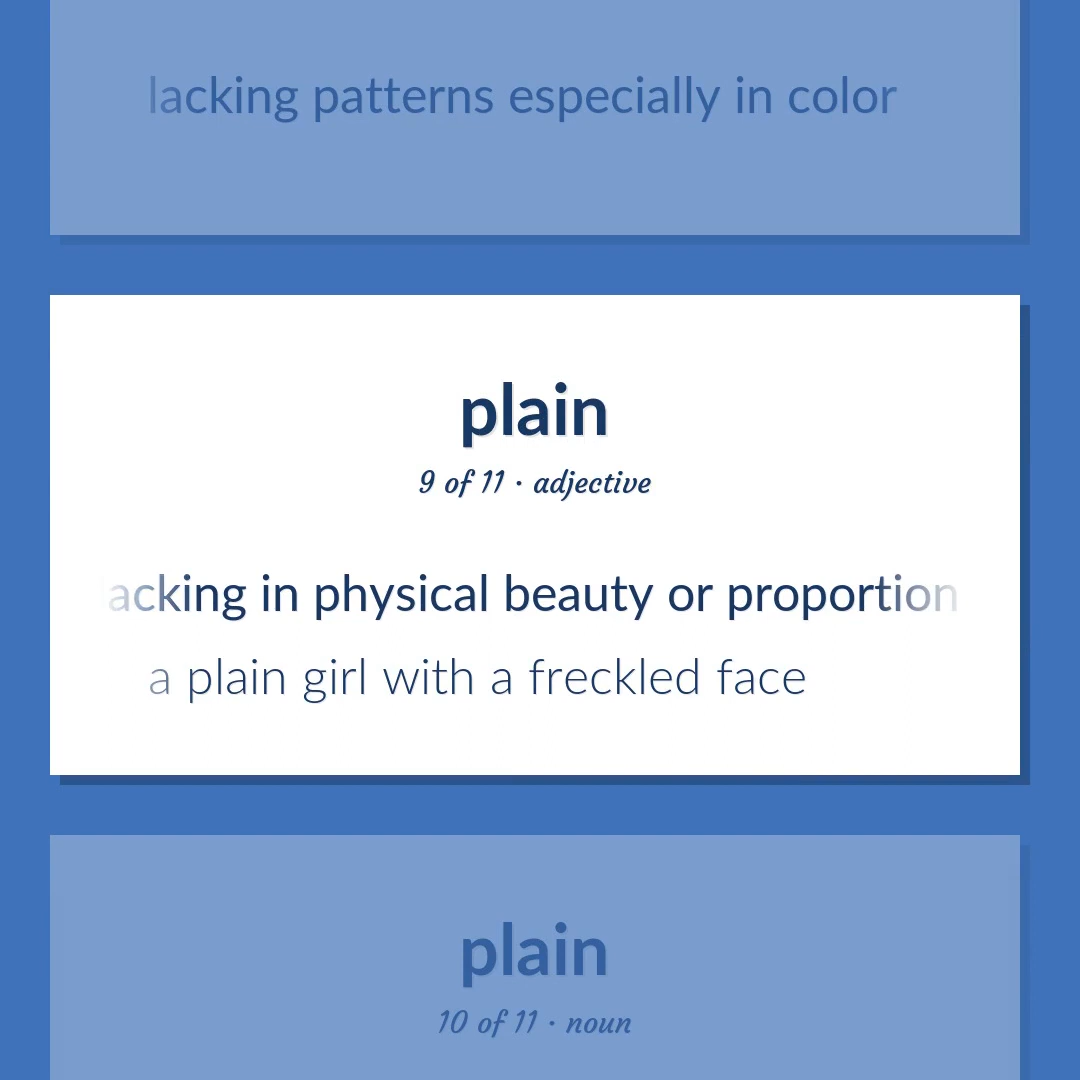 lacking patterns especially in color
plain
9 of 11 · adjective
lacking in physical beauty or proportion
a plain girl with a freckled face
plain
10 of 11 · noun